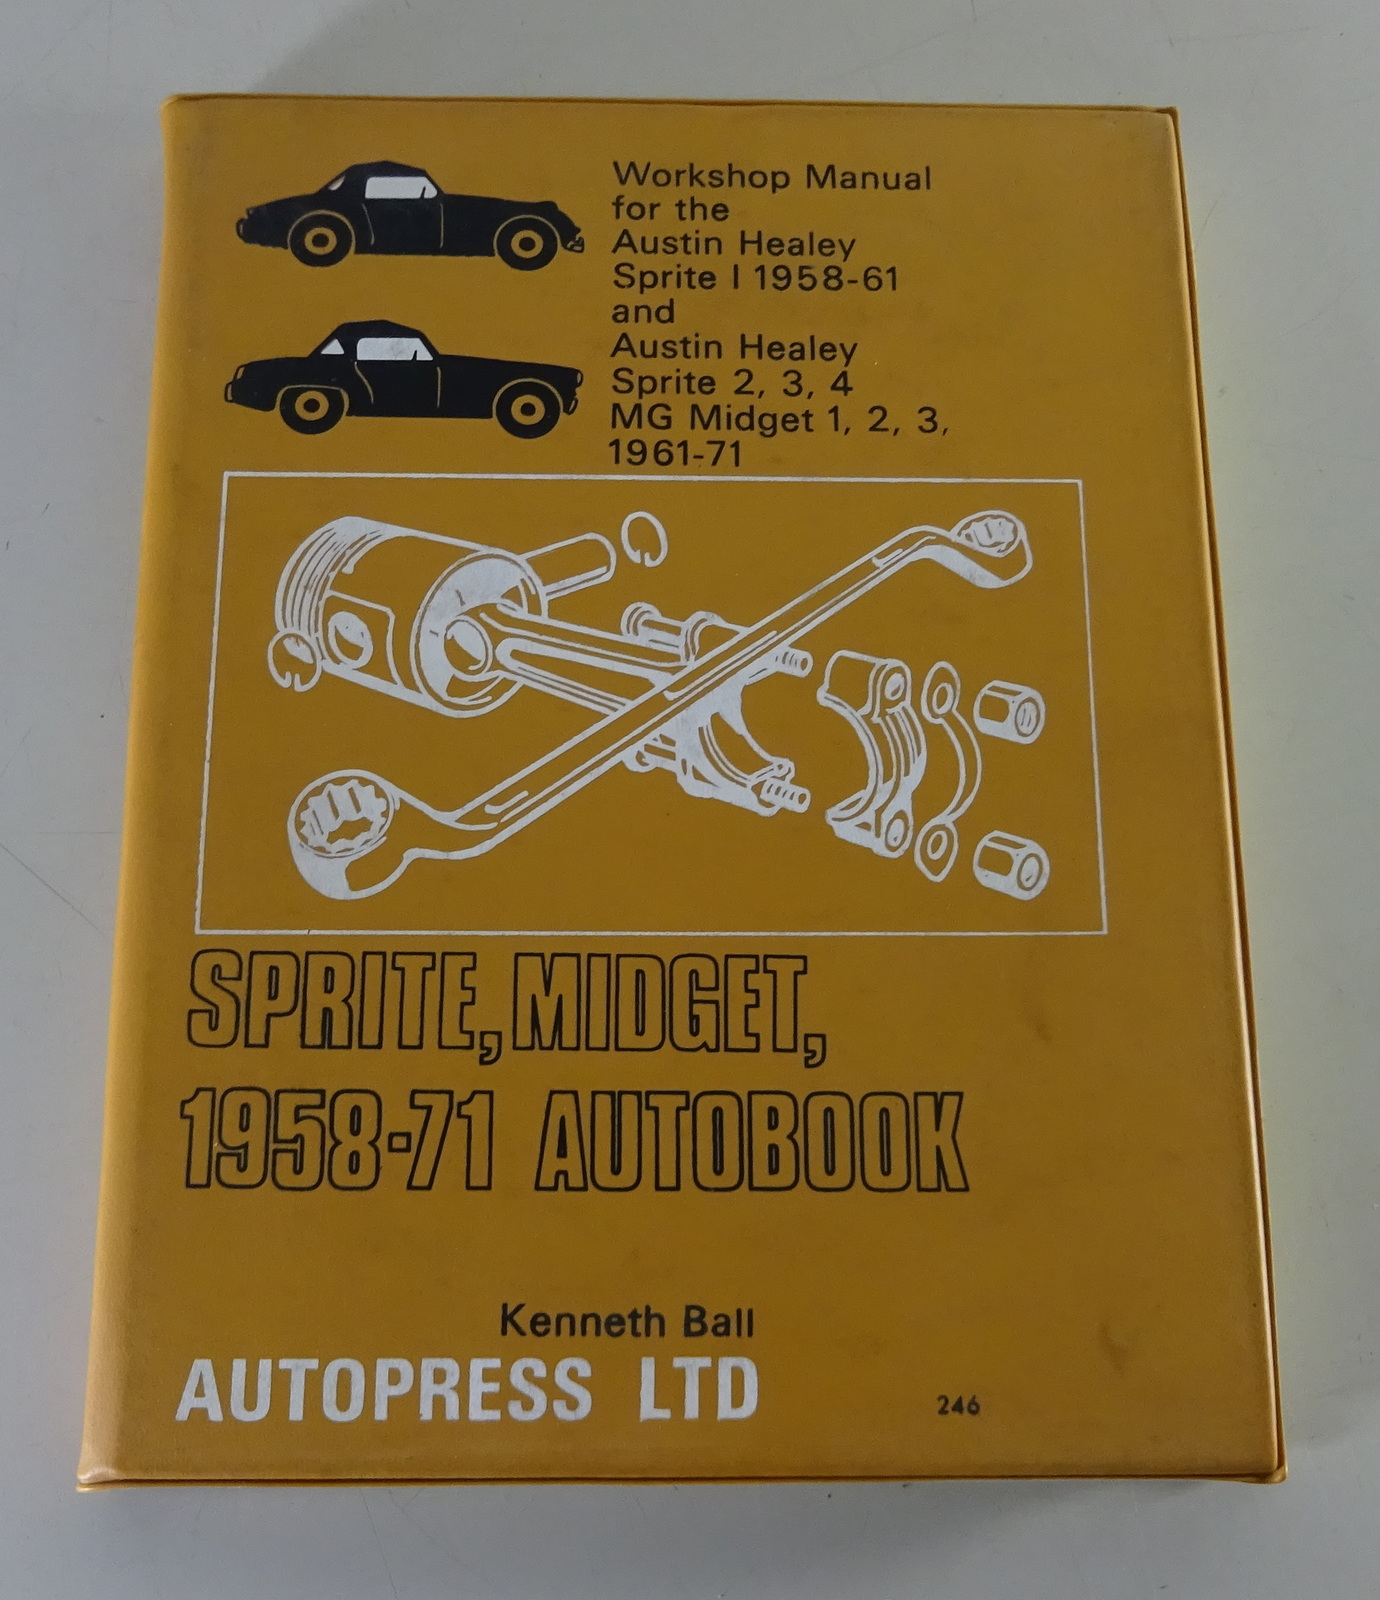 Workshop Manual
for the
Austin Healey
Sprite I 1958-61
and
Austin Healey
Sprite 2, 3, 4
MG Midget 1, 2, 3,
1961-71
SPRITE, MIDGET,
1958-71 AUTOBOOK
Kenneth Ball
AUTOPRESS LTD
246